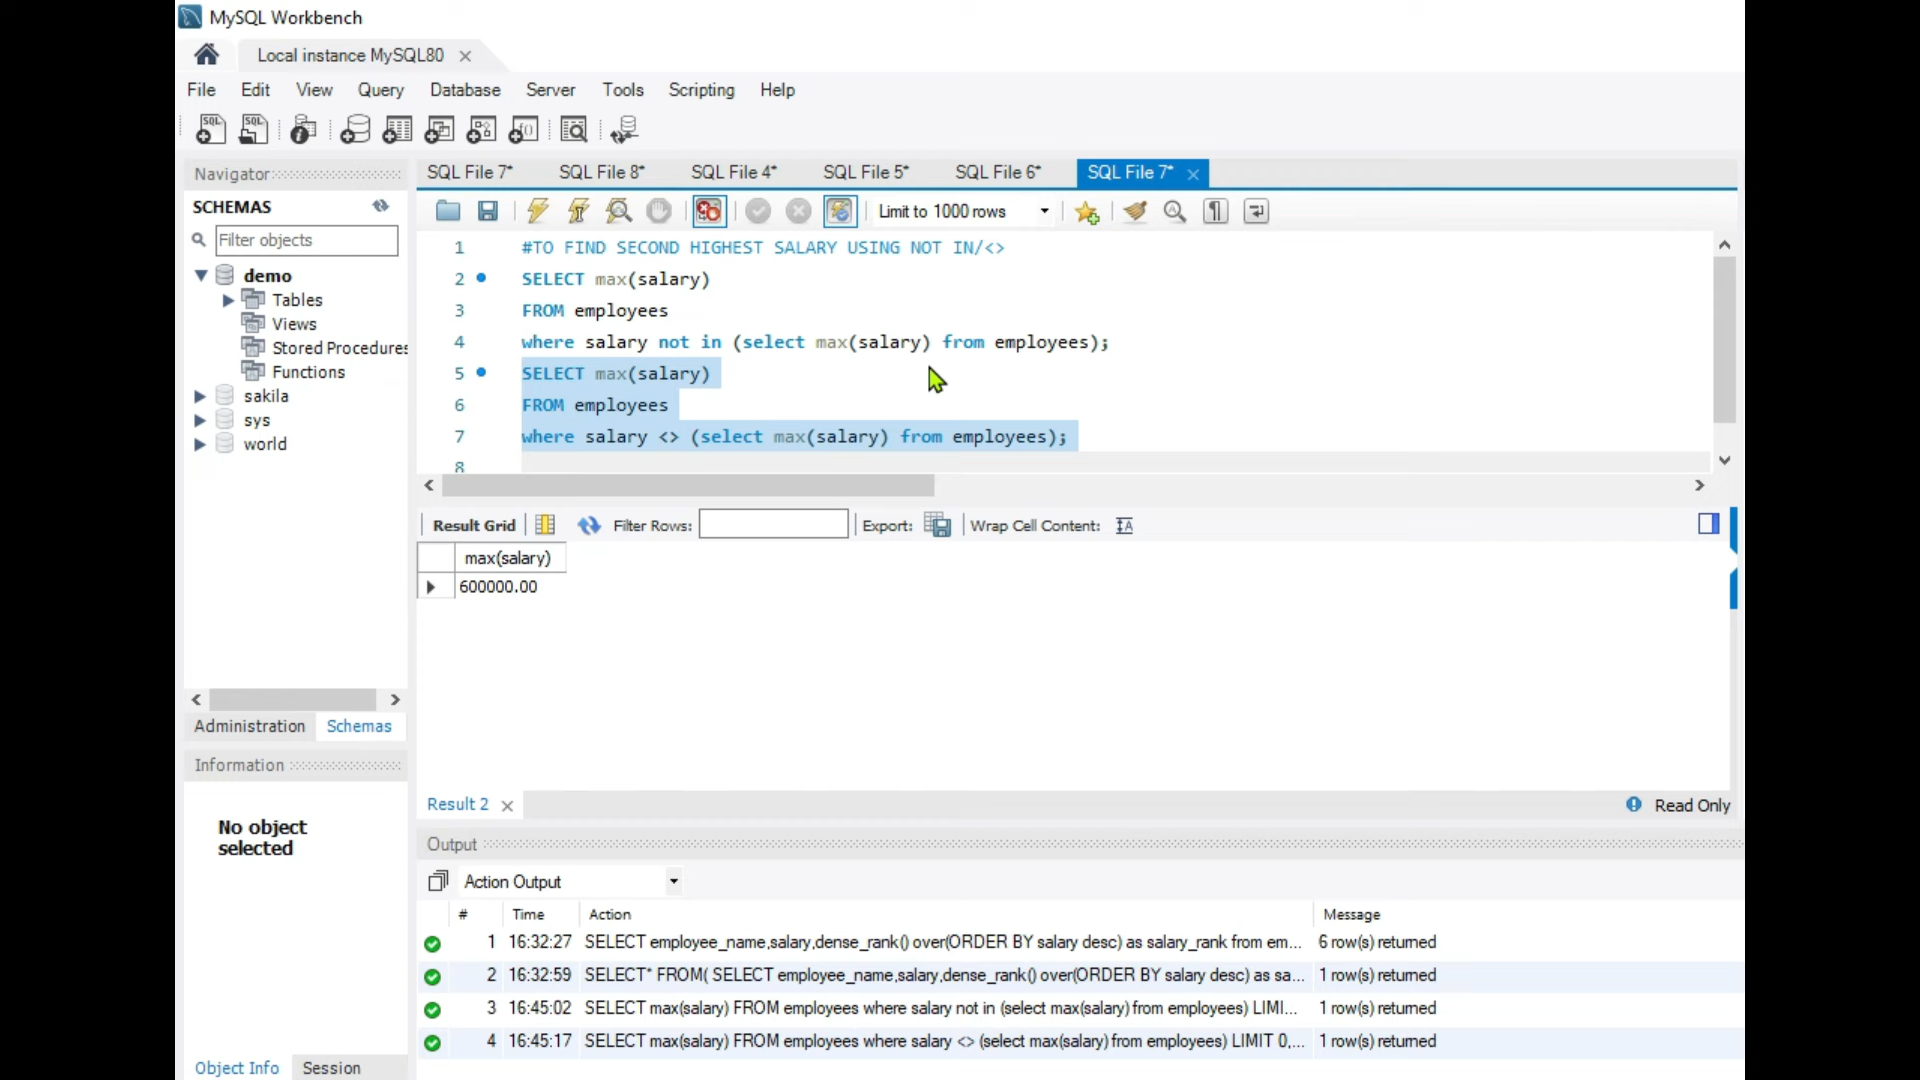 MySQL Workbench
Local instance MySQL80
File Edit View Query Database Server Tools Scripting Help
Navigator
SCHEMAS
Filter objects
demo
Tables
Views
Stored Procedures
Functions
sakila
sys
world
Administration Schemas
Information
No object
selected
Object Info Session
SQL File 7* SQL File 8* SQL File 4* SQL File 5* SQL File 6* SQL File 7*
Limit to 1000 rows
1 #TO FIND SECOND HIGHEST SALARY USING NOT IN/<>
2 SELECT max(salary)
3 FROM employees
4 where salary not in (select max(salary) from employees);
5 SELECT max(salary)
6 FROM employees
7 where salary <> (select max(salary) from employees);
8
Result Grid Filter Rows: Export: Wrap Cell Content:
max(salary)
600000.00
Result 2 Read Only
Output
Action Output
# Time Action Message
1 16:32:27 SELECT employee_name,salary,dense_rank() over(ORDER BY salary desc) as salary_rank from em... 6 row(s) returned
2 16:32:59 SELECT* FROM( SELECT employee_name,salary,dense_rank() over(ORDER BY salary desc) as sa... 1 row(s) returned
3 16:45:02 SELECT max(salary) FROM employees where salary not in (select max(salary) from employees) LIMI... 1 row(s) returned
4 16:45:17 SELECT max(salary) FROM employees where salary <> (select max(salary) from employees) LIMIT 0,... 1 row(s) returned